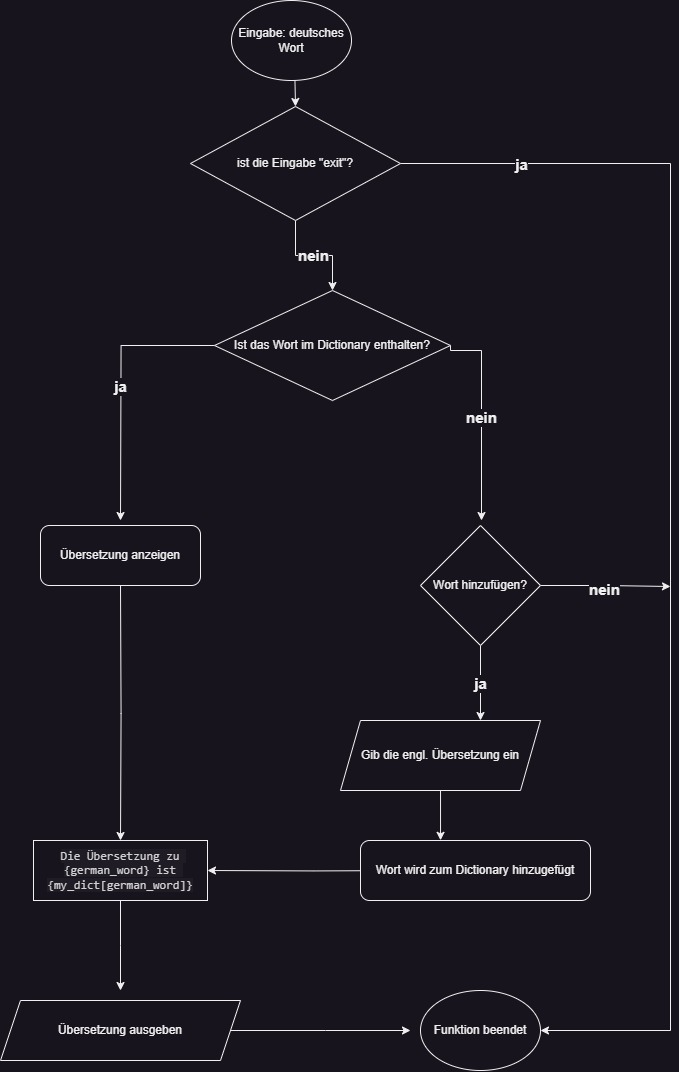 Eingabe: deutsches
Wort
ist die Eingabe "exit"?
ja
nein
Ist das Wort im Dictionary enthalten?
ja
nein
Übersetzung anzeigen
Wort hinzufügen?
nein
ja
Gib die engl. Übersetzung ein
Die Übersetzung zu
{german_word} ist
{my_dict[german_word]}
Wort wird zum Dictionary hinzugefügt
Übersetzung ausgeben
Funktion beendet